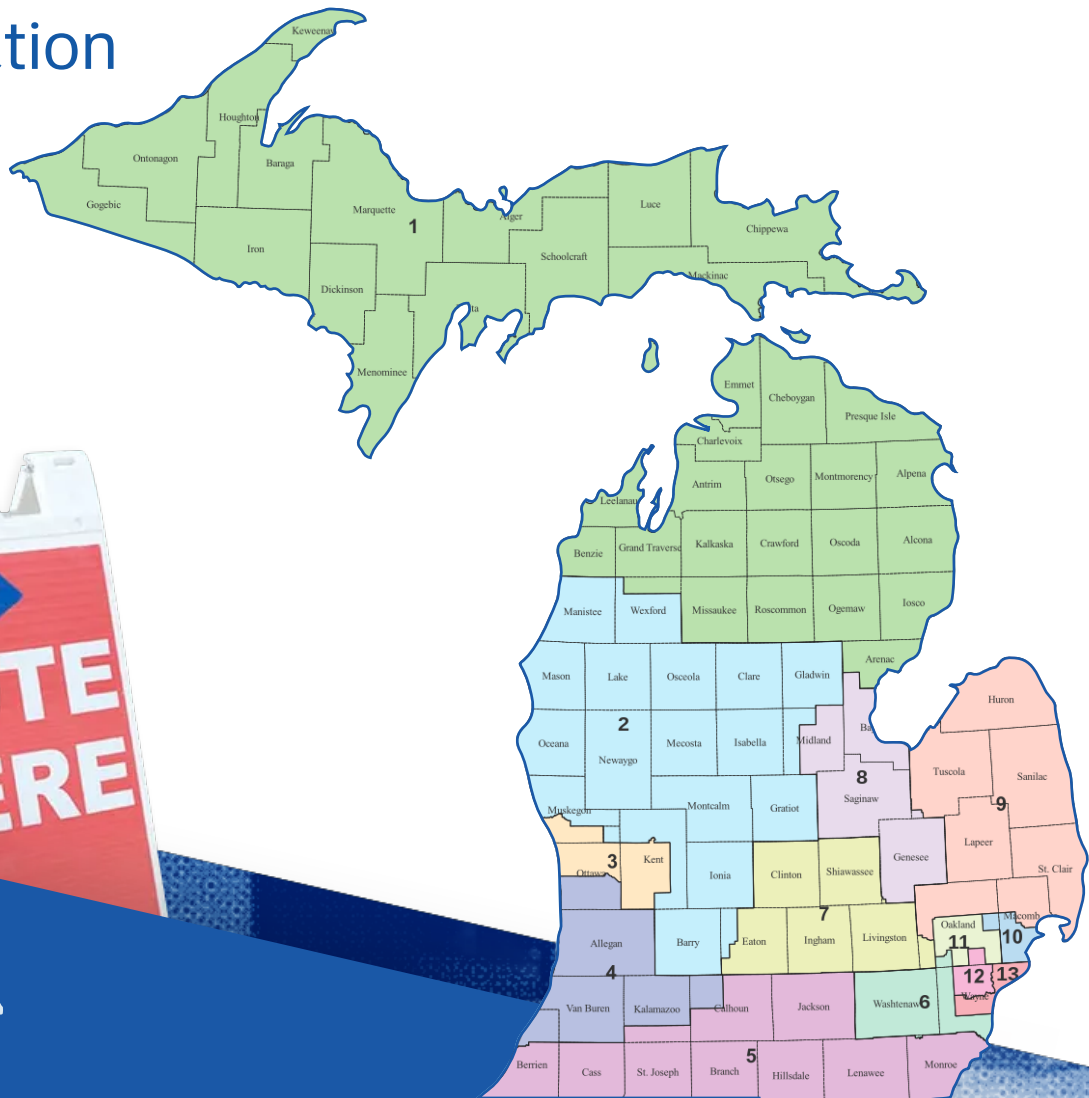 tion
Keweenaw
Houghton
Ontonagon
Baraga
Gogebic
Marquette
1
Alger
Luce
Chippewa
Iron
Schoolcraft
Dickinson
Mackinac
ta
Menominee
Emmet
Cheboygan
Presque Isle
Charlevoix
Antrim
Otsego
Montmorency
Alpena
Leelanau
Benzie
Grand Traverse
Kalkaska
Crawford
Oscoda
Alcona
Manistee
Wexford
Missaukee
Roscommon
Ogemaw
Iosco
TE
ERE
Arenac
Mason
Lake
Osceola
Clare
Gladwin
Huron
2
Oceana
Newaygo
Mecosta
Isabella
Midland
Ba
Tuscola
Sanilac
8
Saginaw
9
Muskegon
Montcalm
Gratiot
3
Kent
Ottawa
Ionia
Clinton
Shiawassee
Genesee
Lapeer
St. Clair
7
Allegan
Barry
Eaton
Ingham
Livingston
Oakland
11
Macomb
10
4
Van Buren
Kalamazoo
Calhoun
Jackson
Washtenaw
6
12
13
Wayne
5
Berrien
Cass
St. Joseph
Branch
Hillsdale
Lenawee
Monroe